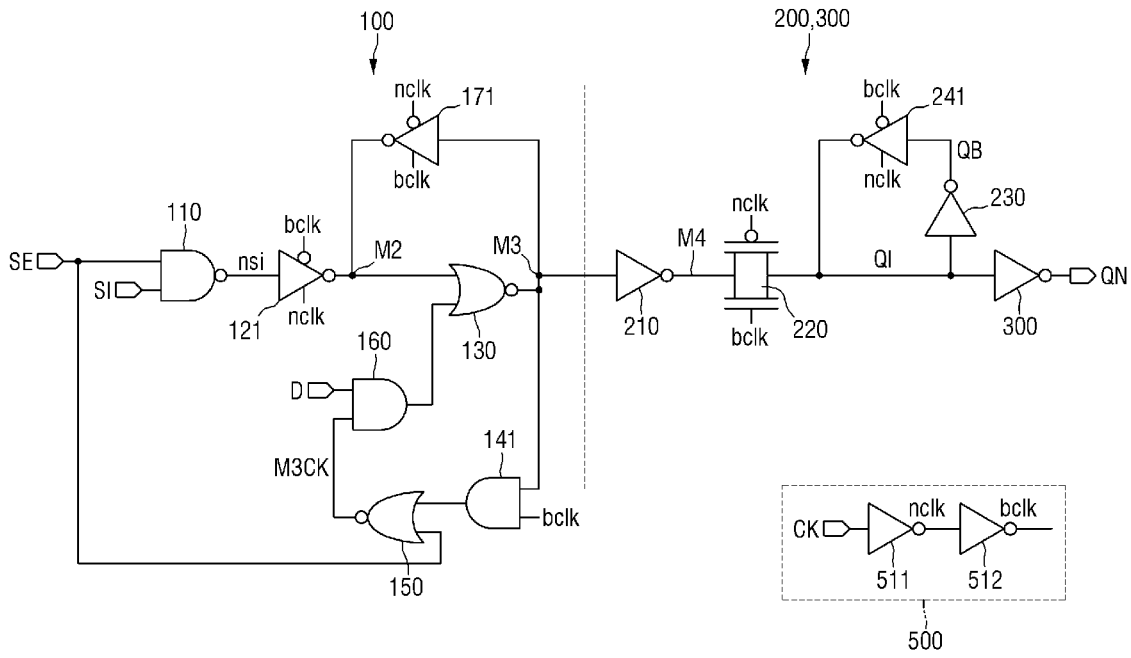 100
200,300
nclk
171
bclk
bclk
241
nclk
QB
230
110
SE
SI
nsi
bclk
121
nclk
M2
M3
130
210
M4
nclk
220
bclk
QI
300
QN
160
D
M3CK
141
bclk
150
CK
nclk
bclk
511
512
500